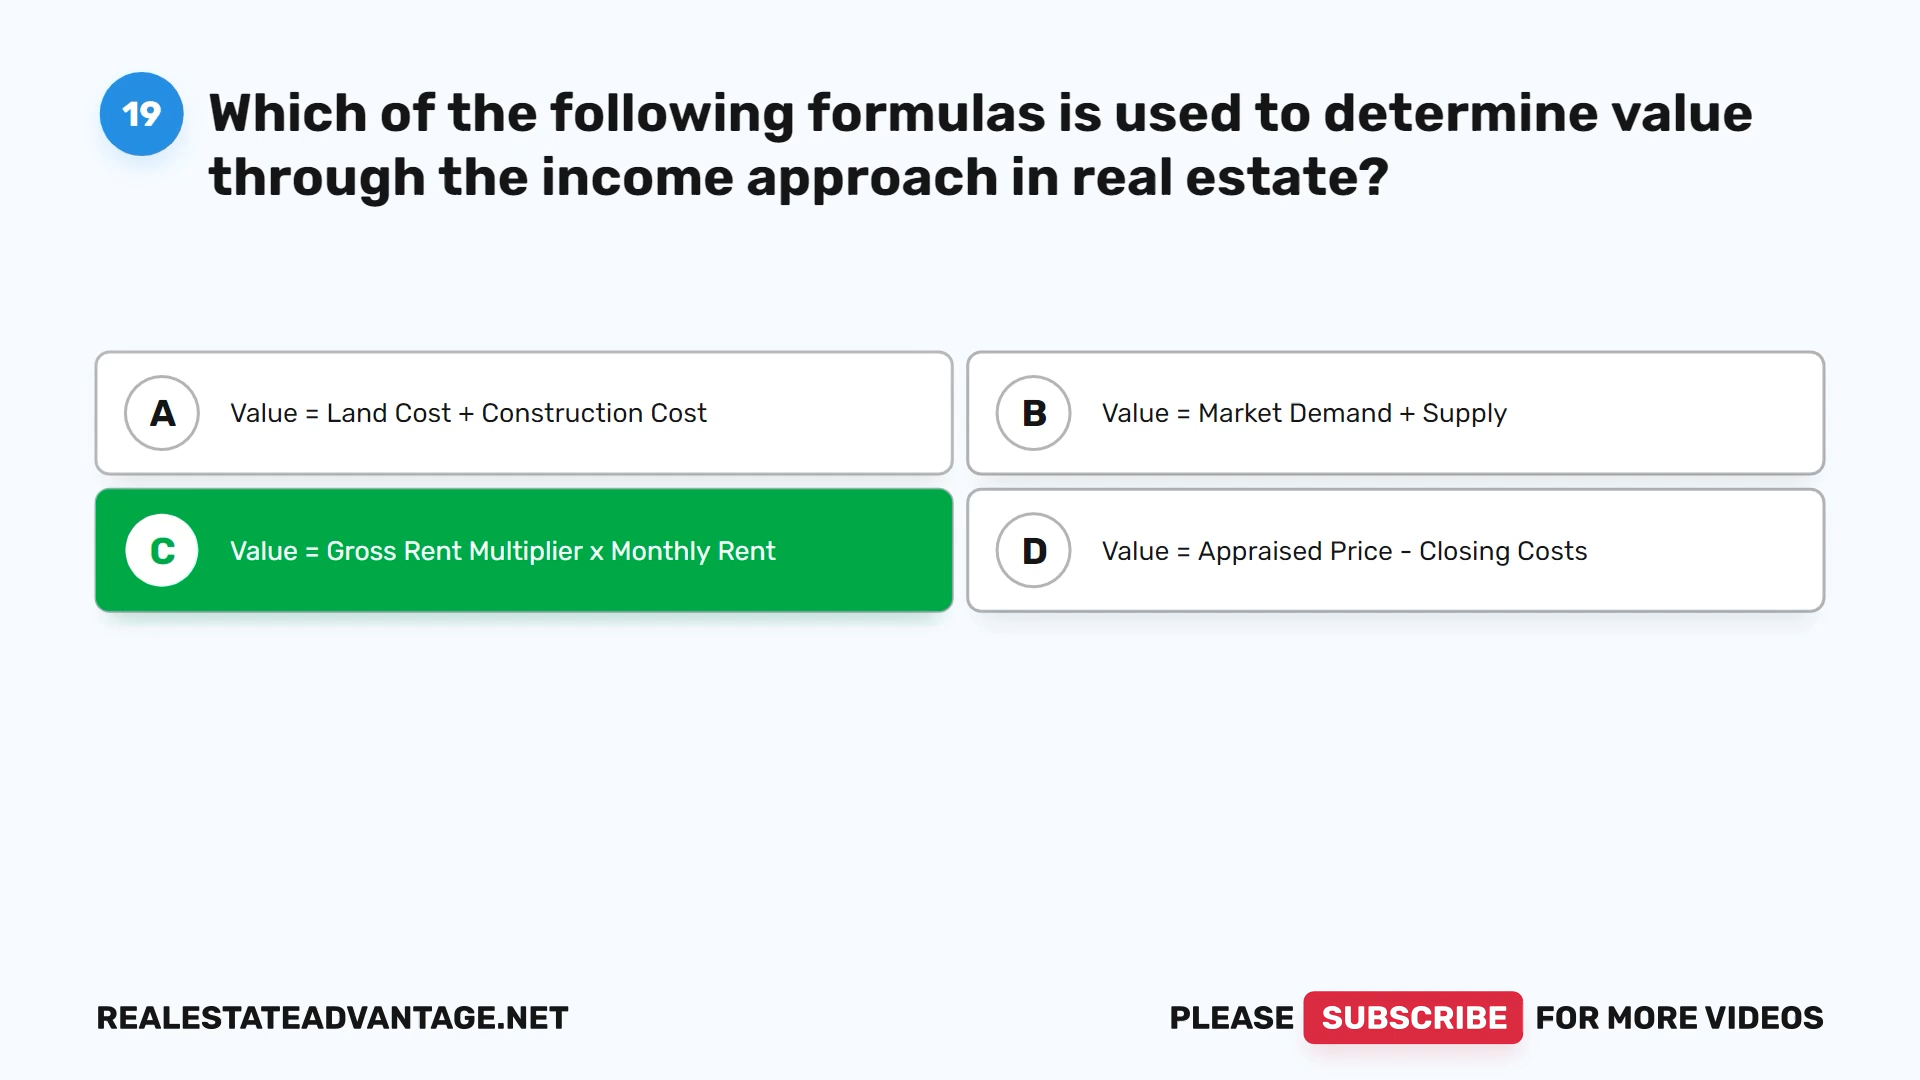 19
Which of the following formulas is used to determine value
through the income approach in real estate?
A
Value = Land Cost + Construction Cost
B
Value = Market Demand + Supply
C
Value = Gross Rent Multiplier x Monthly Rent
D
Value = Appraised Price - Closing Costs
REALESTATEADVANTAGE.NET
PLEASE SUBSCRIBE FOR MORE VIDEOS